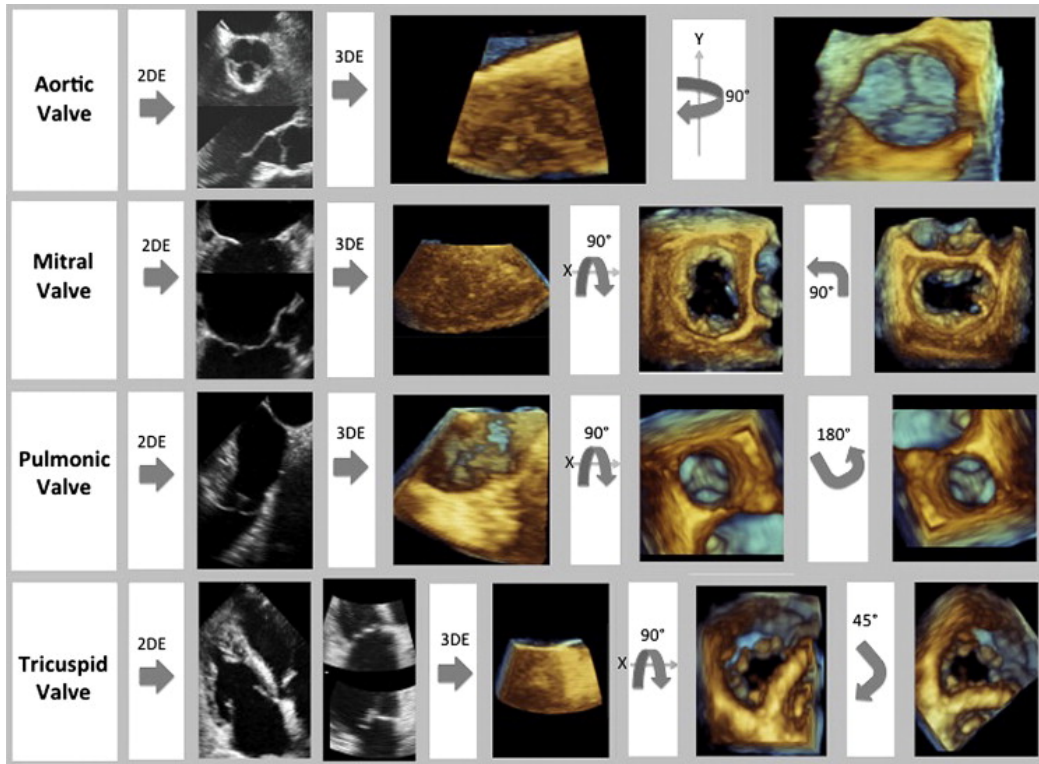 Aortic
Valve
2DE
3DE
Y
90°
Mitral
Valve
2DE
3DE
90°
X
90°
Pulmonic
Valve
2DE
3DE
90°
X
180°
Tricuspid
Valve
2DE
3DE
90°
X
45°